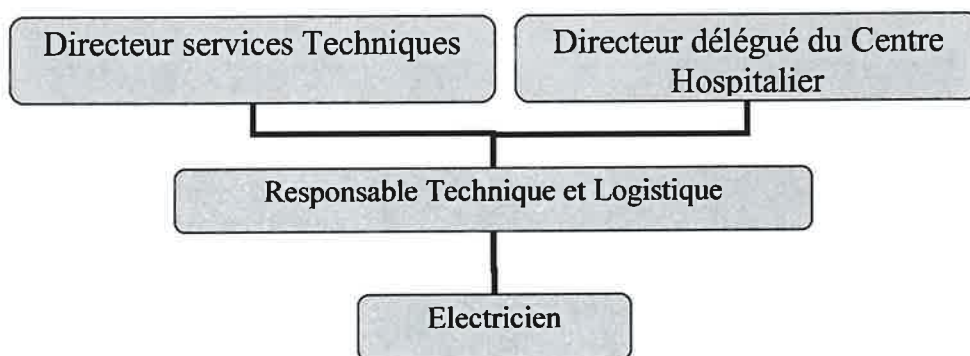 Directeur services Techniques
Directeur délégué du Centre
Hospitalier
Responsable Technique et Logistique
Electricien